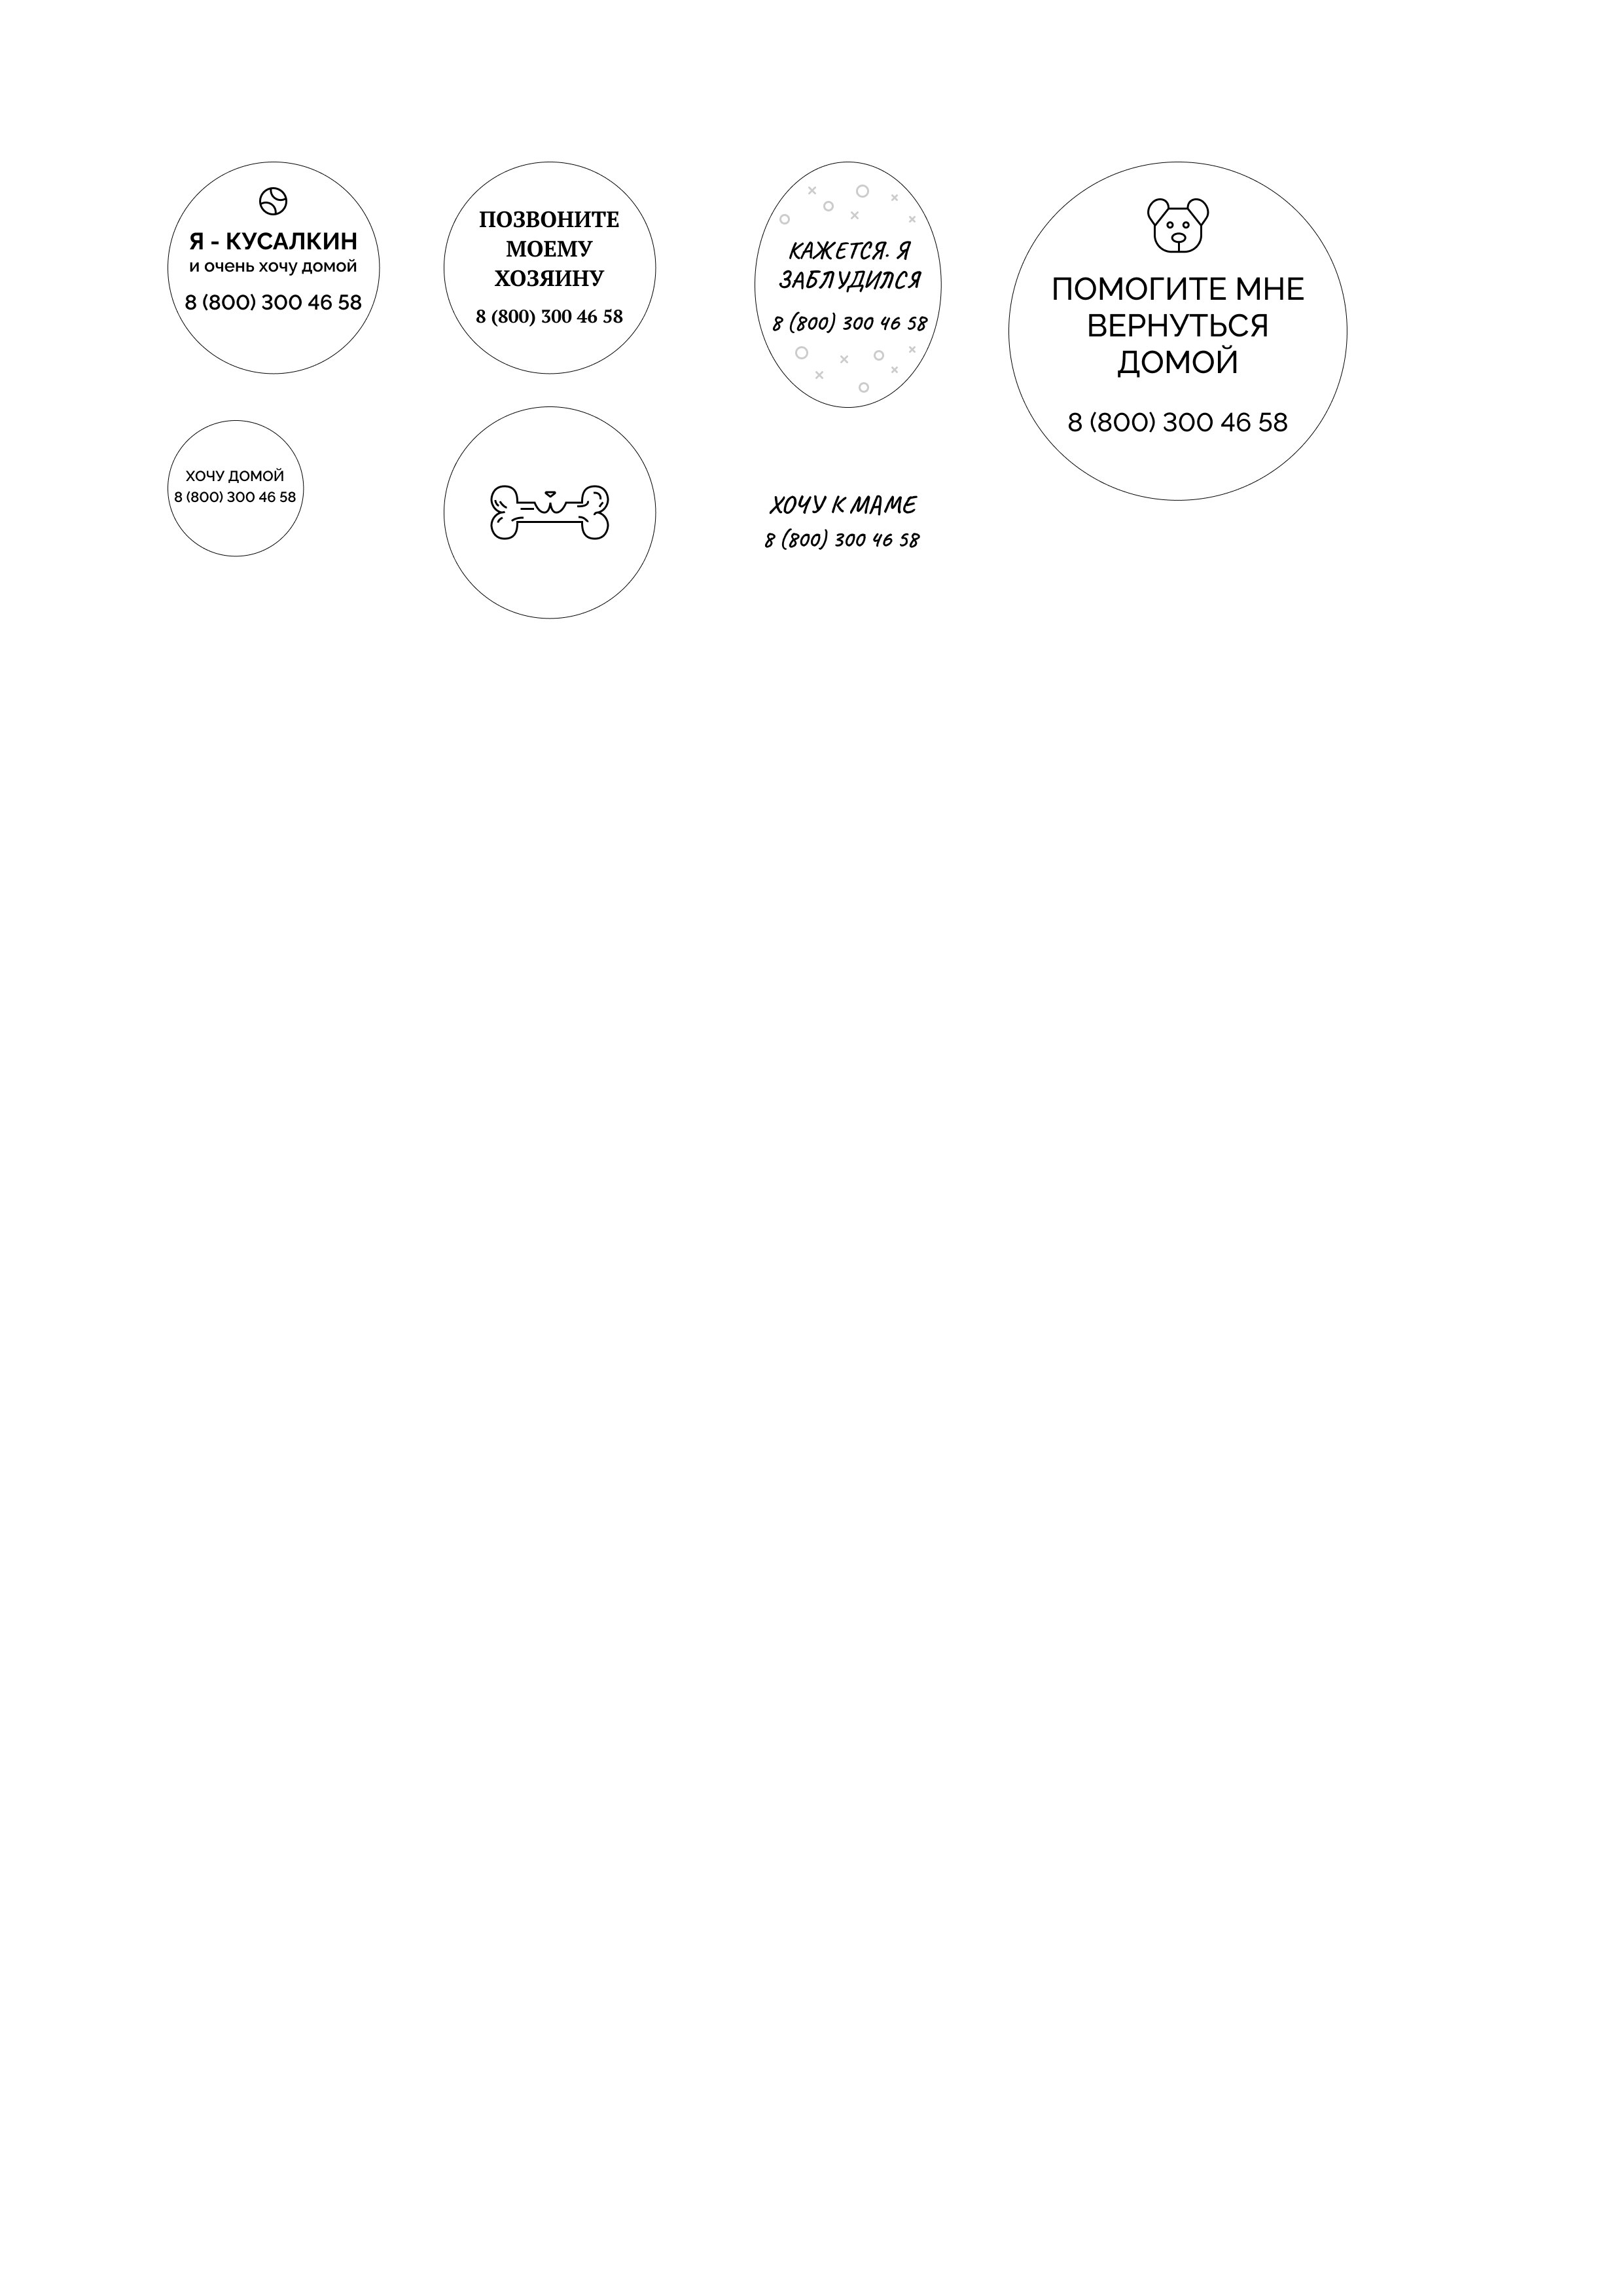 Я - КУСАЛКИН
и очень хочу домой
8 (800) 300 46 58
ПОЗВОНИТЕ
МОЕМУ
ХОЗЯИНУ
8 (800) 300 46 58
КАЖЕТСЯ. Я
ЗАБЛУДИЛСЯ
8 (800) 300 46 58
ПОМОГИТЕ МНЕ
ВЕРНУТЬСЯ
ДОМОЙ
8 (800) 300 46 58
ХОЧУ ДОМОЙ
8 (800) 300 46 58
ХОЧУ К МАМЕ
8 (800) 300 46 58